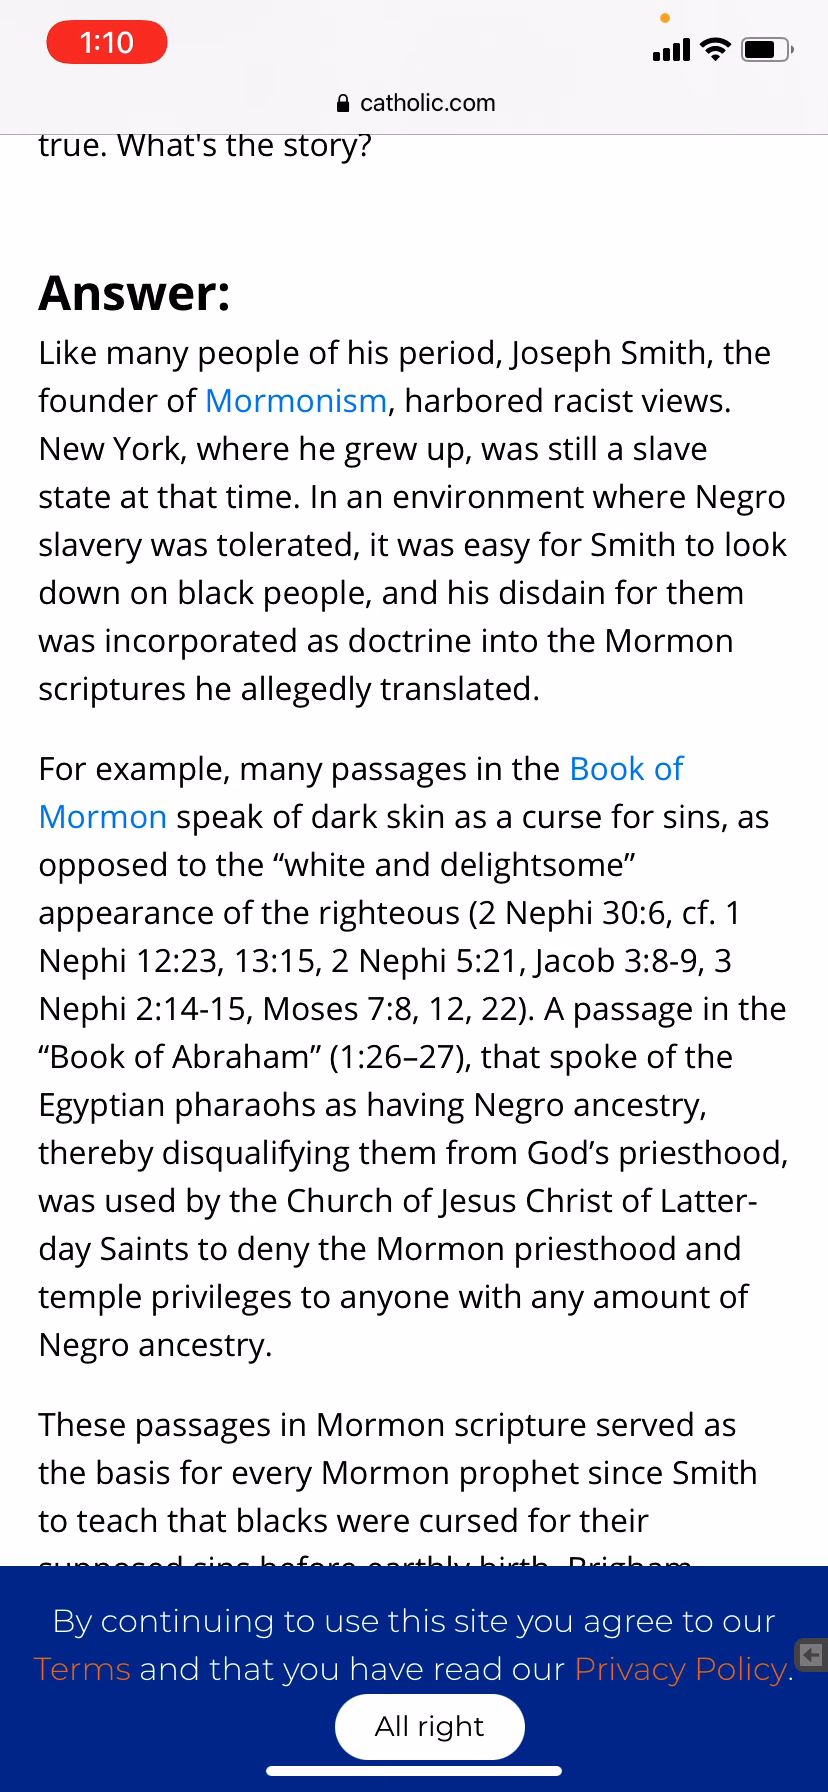 1:10
catholic.com
true. What's the story?
Answer:
Like many people of his period, Joseph Smith, the
founder of Mormonism, harbored racist views.
New York, where he grew up, was still a slave
state at that time. In an environment where Negro
slavery was tolerated, it was easy for Smith to look
down on black people, and his disdain for them
was incorporated as doctrine into the Mormon
scriptures he allegedly translated.
For example, many passages in the Book of
Mormon speak of dark skin as a curse for sins, as
opposed to the “white and delightsome”
appearance of the righteous (2 Nephi 30:6, cf. 1
Nephi 12:23, 13:15, 2 Nephi 5:21, Jacob 3:8-9, 3
Nephi 2:14-15, Moses 7:8, 12, 22). A passage in the
“Book of Abraham” (1:26–27), that spoke of the
Egyptian pharaohs as having Negro ancestry,
thereby disqualifying them from God’s priesthood,
was used by the Church of Jesus Christ of Latter-
day Saints to deny the Mormon priesthood and
temple privileges to anyone with any amount of
Negro ancestry.
These passages in Mormon scripture served as
the basis for every Mormon prophet since Smith
to teach that blacks were cursed for their
supposed sins before earthly birth. Brigham
By continuing to use this site you agree to our
Terms and that you have read our Privacy Policy.
All right